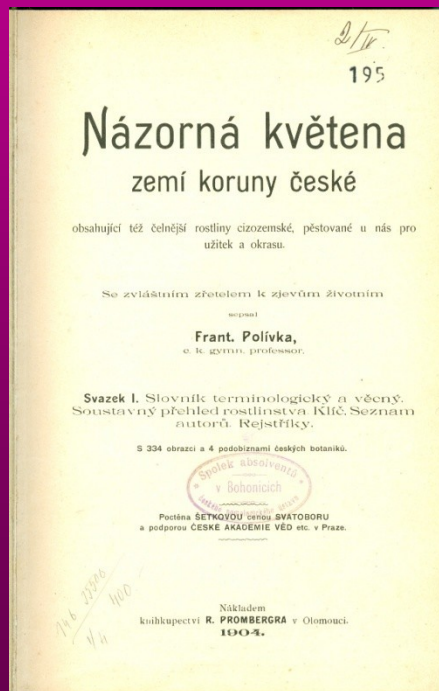 2/IV.
195
Názorná květena
zemí koruny české
obsahující též čelnější rostliny cizozemské, pěstované u nás pro
užitek a okrasu.
Se zvláštním zřetelem k zjevům životním
sepsal
Frant. Polívka,
c. k. gymn. professor.
Svazek I. Slovník terminologický a věcný.
Soustavný přehled rostlinstva Klíč. Seznam
autorů. Rejstříky.
S 334 obrazci a 4 podobiznami českých botaniků.
Spolek absolventů
v Bohonicích
Poctěna ŠETKOVOU cenou SVATOBORU
a podporou ČESKÉ AKADEMIE VĚD etc. v Praze.
400
Nákladem
knihkupectví R. PROMBERGRA v Olomouci.
1904.